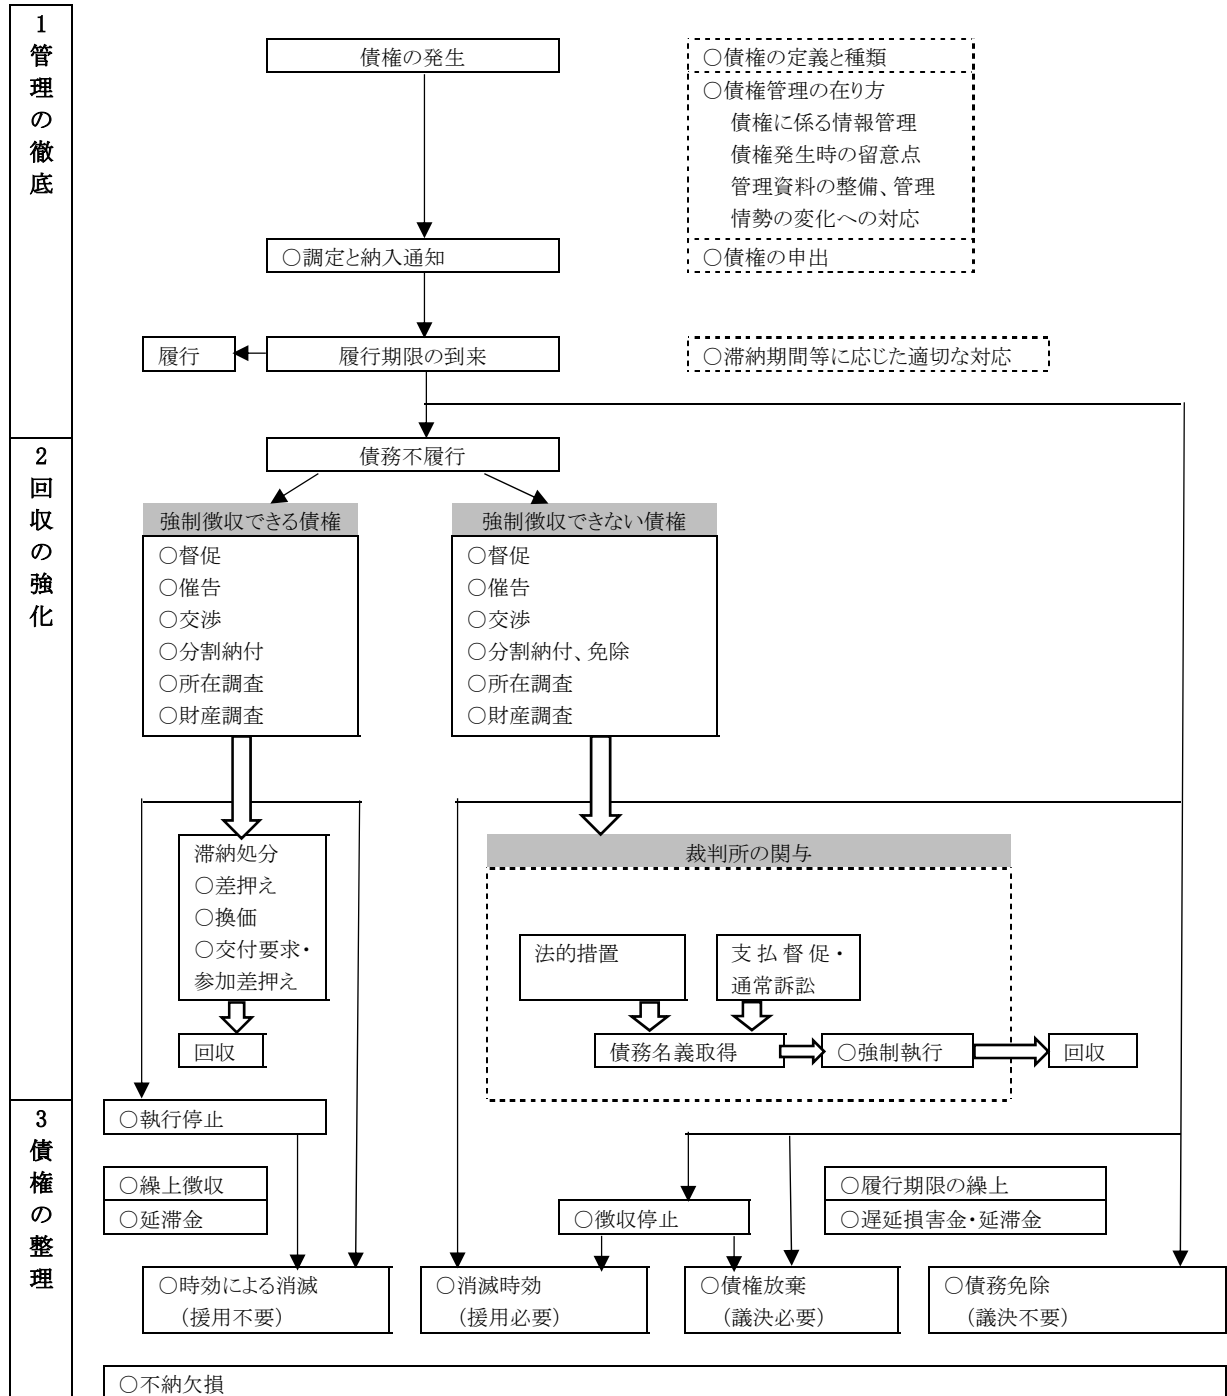 1
管
理
の
徹
底
債権の発生
○債権の定義と種類
○債権管理の在り方
債権に係る情報管理
債権発生時の留意点
管理資料の整備、管理
情勢の変化への対応
○調定と納入通知
○債権の申出
履行
履行期限の到来
○滞納期間等に応じた適切な対応
2
回
収
の
強
化
債務不履行
強制徴収できる債権
○督促
○催告
○交渉
○分割納付
○所在調査
○財産調査
強制徴収できない債権
○督促
○催告
○交渉
○分割納付、免除
○所在調査
○財産調査
滞納処分
○差押え
○換価
○交付要求・
参加差押え
回収
裁判所の関与
法的措置
支払督促・
通常訴訟
債務名義取得
○強制執行
回収
3
債
権
の
整
理
○執行停止
○繰上徴収
○延滞金
○徴収停止
○履行期限の繰上
○遅延損害金・延滞金
○時効による消滅
（援用不要）
○消滅時効
（援用必要）
○債権放棄
（議決必要）
○債務免除
（議決不要）
○不納欠損